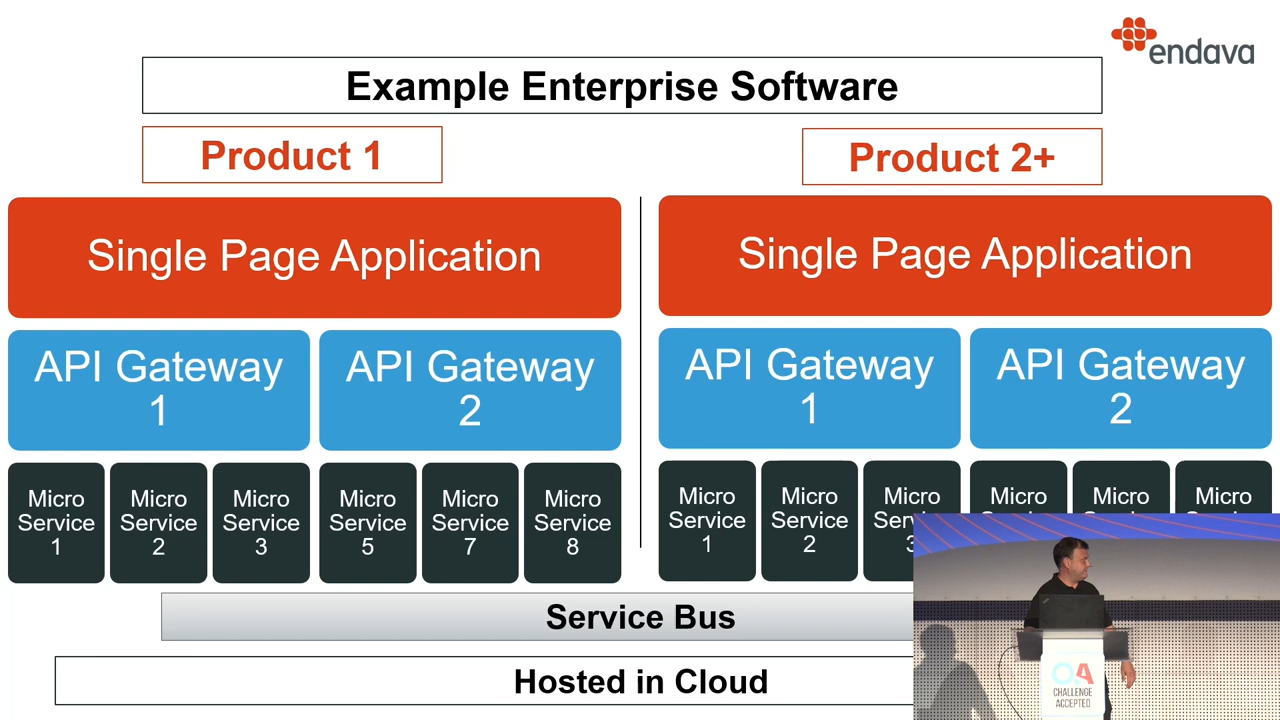 endava
Example Enterprise Software
Product 1
Product 2+
Single Page Application
Single Page Application
API Gateway
1
API Gateway
2
API Gateway
1
API Gateway
2
Micro
Service
1
Micro
Service
2
Micro
Service
3
Micro
Service
5
Micro
Service
7
Micro
Service
8
Micro
Service
1
Micro
Service
2
Micro
Micro
Micro
Micro
Service Bus
Hosted in Cloud
QA
CHALLENGE
ACCEPTED